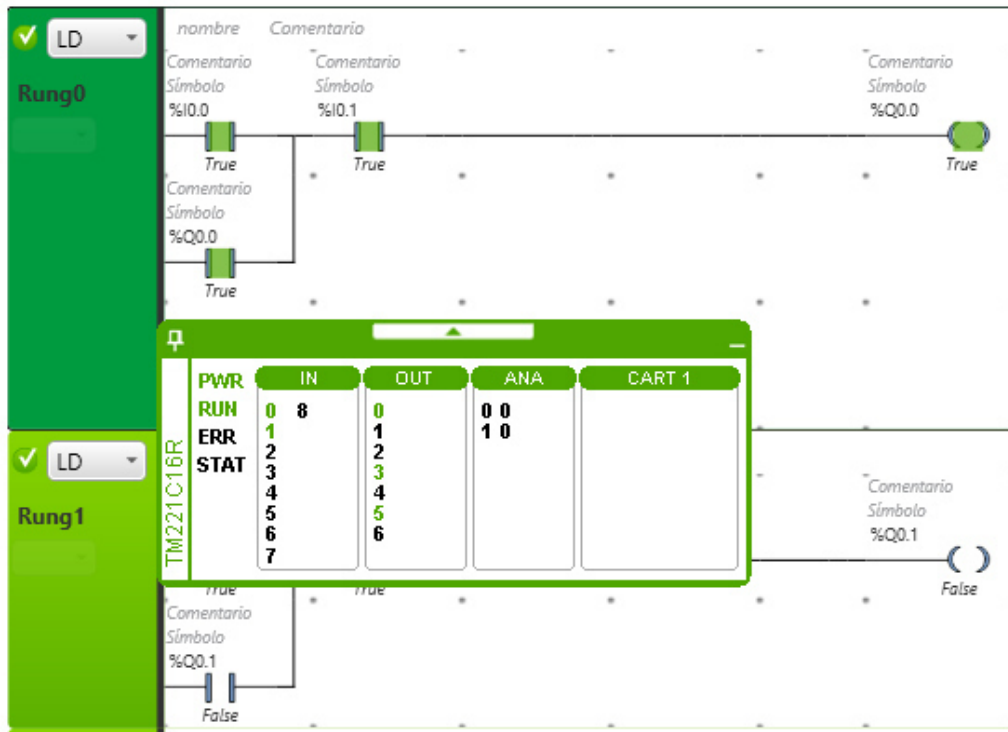 LD
Rung0
nombre Comentario
Comentario Comentario Comentario
Símbolo Símbolo Símbolo
%I0.0 %I0.1 %Q0.0
True True True
Comentario
Símbolo
%Q0.0
True
TM221C16R
PWR
RUN
ERR
STAT
IN OUT ANA CART 1
0 8 0 0 0
1 1 1 0
2 2
3 3
4 4
5 5
6 6
7
LD
Rung1
Comentario
Símbolo
%Q0.1
True True False
Comentario
Símbolo
%Q0.1
False